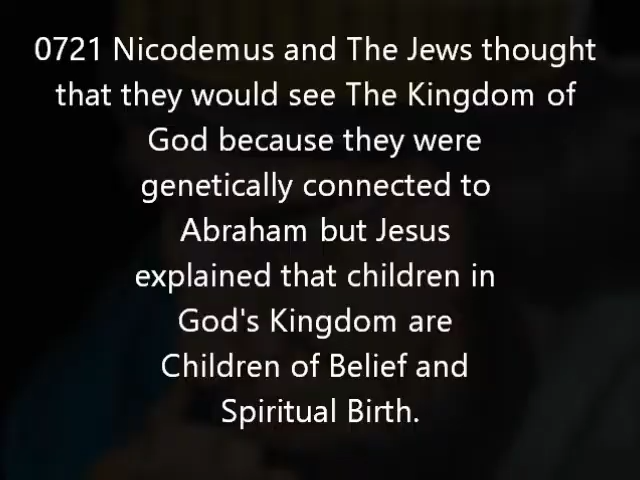 0721 Nicodemus and The Jews thought
that they would see The Kingdom of
God because they were
genetically connected to
Abraham but Jesus
explained that children in
God's Kingdom are
Children of Belief and
Spiritual Birth.